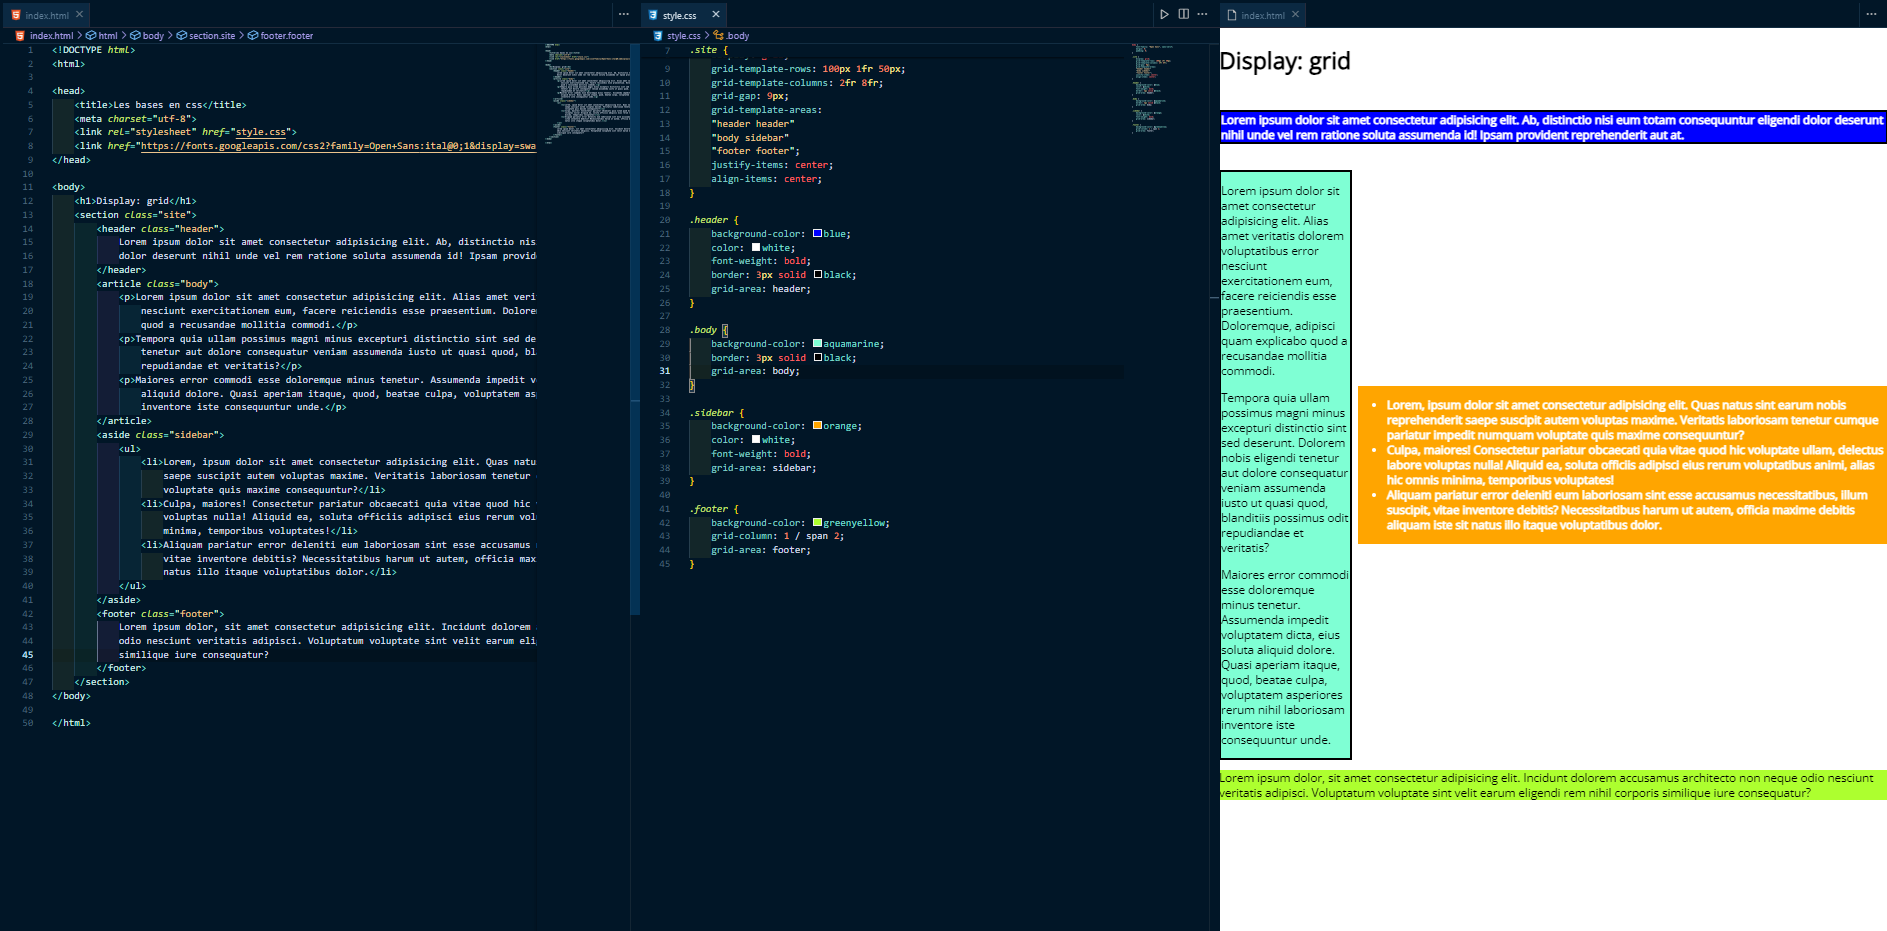 index.html
index.html > html > body > section.site > footer.footer
1 <!DOCTYPE html>
2 <html>
3
4 <head>
5 <title>Les bases en css</title>
6 <meta charset="utf-8">
7 <link rel="stylesheet" href="style.css">
8 <link href="https://fonts.googleapis.com/css2?family=Open+Sans:ital@0;1&display=swa
9 </head>
10
11 <body>
12 <h1>Display: grid</h1>
13 <section class="site">
14 <header class="header">
15 Lorem ipsum dolor sit amet consectetur adipisicing elit. Ab, distinctio nis
16 dolor deserunt nihil unde vel rem ratione soluta assumenda id! Ipsam provid
17 </header>
18 <article class="body">
19 <p>Lorem ipsum dolor sit amet consectetur adipisicing elit. Alias amet veri
20 nesciunt exercitationem eum, facere reiciendis esse praesentium. Dolore
21 quod a recusandae mollitia commodi.</p>
22 <p>Tempora quia ullam possimus magni minus excepturi distinctio sint sed de
23 tenetur aut dolore consequatur veniam assumenda iusto ut quasi quod, bl
24 repudiandae et veritatis?</p>
25 <p>Maiores error commodi esse doloremque minus tenetur. Assumenda impedit v
26 aliquid dolore. Quasi aperiam itaque, quod, beatae culpa, voluptatem as
27 inventore iste consequuntur unde.</p>
28 </article>
29 <aside class="sidebar">
30 <ul>
31 <li>Lorem, ipsum dolor sit amet consectetur adipisicing elit. Quas natu
32 saepe suscipit autem voluptas maxime. Veritatis laboriosam tenetur
33 voluptate quis maxime consequuntur?</li>
34 <li>Culpa, maiores! Consectetur pariatur obcaecati quia vitae quod hic
35 voluptas nulla! Aliquid ea, soluta officiis adipisci eius rerum vol
36 minima, temporibus voluptates!</li>
37 <li>Aliquam pariatur error deleniti eum laboriosam sint esse accusamus
38 vitae inventore debitis? Necessitatibus harum ut autem, officia max
39 natus illo itaque voluptatibus dolor.</li>
40 </ul>
41 </aside>
42 <footer class="footer">
43 Lorem ipsum dolor, sit amet consectetur adipisicing elit. Incidunt dolorem
44 odio nesciunt veritatis adipisci. Voluptatum voluptate sint velit earum eli
45 similique iure consequatur?
46 </footer>
47 </section>
48 </body>
49
50 </html>
style.css
style.css > .body
7 .site {
9 grid-template-rows: 100px 1fr 50px;
10 grid-template-columns: 2fr 8fr;
11 grid-gap: 9px;
12 grid-template-areas:
13 "header header"
14 "body sidebar"
15 "footer footer";
16 justify-items: center;
17 align-items: center;
18 }
19
20 .header {
21 background-color: blue;
22 color: white;
23 font-weight: bold;
24 border: 3px solid black;
25 grid-area: header;
26 }
27
28 .body {
29 background-color: aquamarine;
30 border: 3px solid black;
31 grid-area: body;
32 }
33
34 .sidebar {
35 background-color: orange;
36 color: white;
37 font-weight: bold;
38 grid-area: sidebar;
39 }
40
41 .footer {
42 background-color: greenyellow;
43 grid-column: 1 / span 2;
44 grid-area: footer;
45 }
index.html
Display: grid
Lorem ipsum dolor sit amet consectetur adipisicing elit. Ab, distinctio nisi eum totam consequuntur eligendi dolor deserunt
nihil unde vel rem ratione soluta assumenda id! Ipsam provident reprehenderit aut at.
Lorem ipsum dolor sit
amet consectetur
adipisicing elit. Alias
amet veritatis dolorem
voluptatibus error
nesciunt
exercitationem eum,
facere reiciendis esse
praesentium.
Doloremque, adipisci
quam explicabo quod a
recusandae mollitia
commodi.
Tempora quia ullam
possimus magni minus
excepturi distinctio sint
sed deserunt. Dolorem
nobis eligendi tenetur
aut dolore consequatur
veniam assumenda
iusto ut quasi quod,
blanditiis possimus odit
repudiandae et
veritatis?
Maiores error commodi
esse doloremque
minus tenetur.
Assumenda impedit
voluptatem dicta, eius
soluta aliquid dolore.
Quasi aperiam itaque,
quod, beatae culpa,
voluptatem asperiores
rerum nihil laboriosam
inventore iste
consequuntur unde.
• Lorem, ipsum dolor sit amet consectetur adipisicing elit. Quas natus sint earum nobis
reprehenderit saepe suscipit autem voluptas maxime. Veritatis laboriosam tenetur cumque
pariatur impedit numquam voluptate quis maxime consequuntur?
• Culpa, maiores! Consectetur pariatur obcaecati quia vitae quod hic voluptate ullam, delectus
labore voluptas nulla! Aliquid ea, soluta officiis adipisci eius rerum voluptatibus animi, alias
hic omnis minima, temporibus voluptates!
• Aliquam pariatur error deleniti eum laboriosam sint esse accusamus necessitatibus, illum
suscipit, vitae inventore debitis? Necessitatibus harum ut autem, officia maxime debitis
aliquam iste sit natus illo itaque voluptatibus dolor.
Lorem ipsum dolor, sit amet consectetur adipisicing elit. Incidunt dolorem accusamus architecto non neque odio nesciunt
veritatis adipisci. Voluptatum voluptate sint velit earum eligendi rem nihil corporis similique iure consequatur?